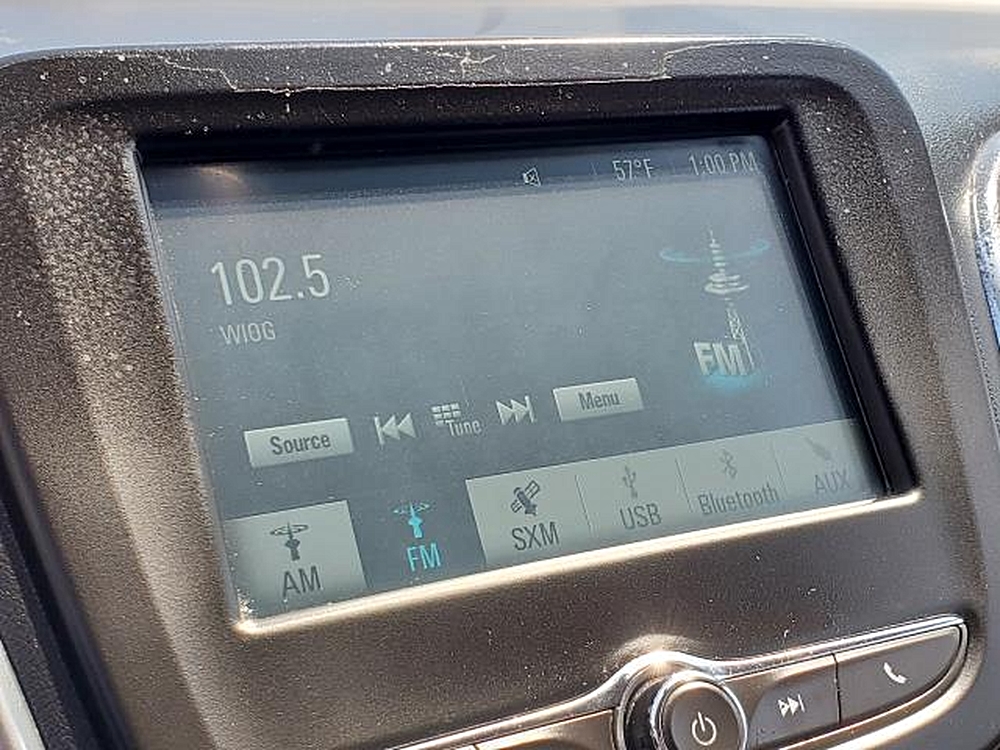 57°F 1:00 PM
102.5
WIOG
FM
Source Tune Menu
AM FM SXM USB Bluetooth AUX